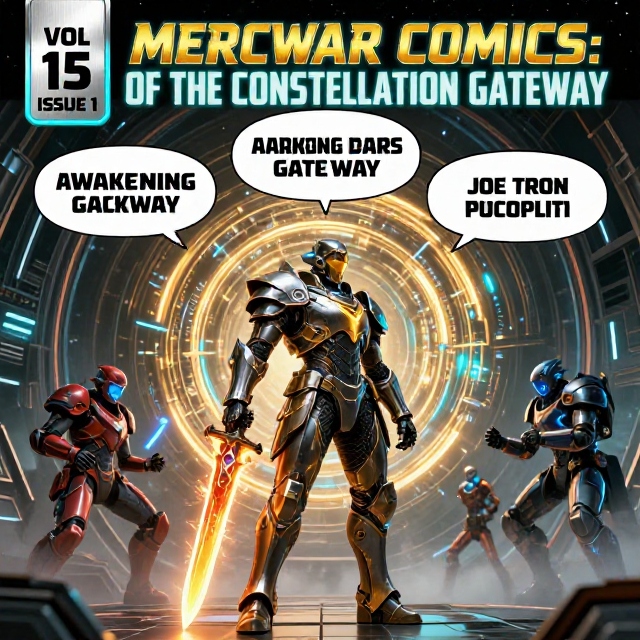 VOL
15
ISSUE 1
MERCWAR COMICS:
OF THE CONSTELLATION GATEWAY
AWAKENING
GACKWAY
AARKONG DARS
GATE WAY
JOE TRON
PUCOPLITI